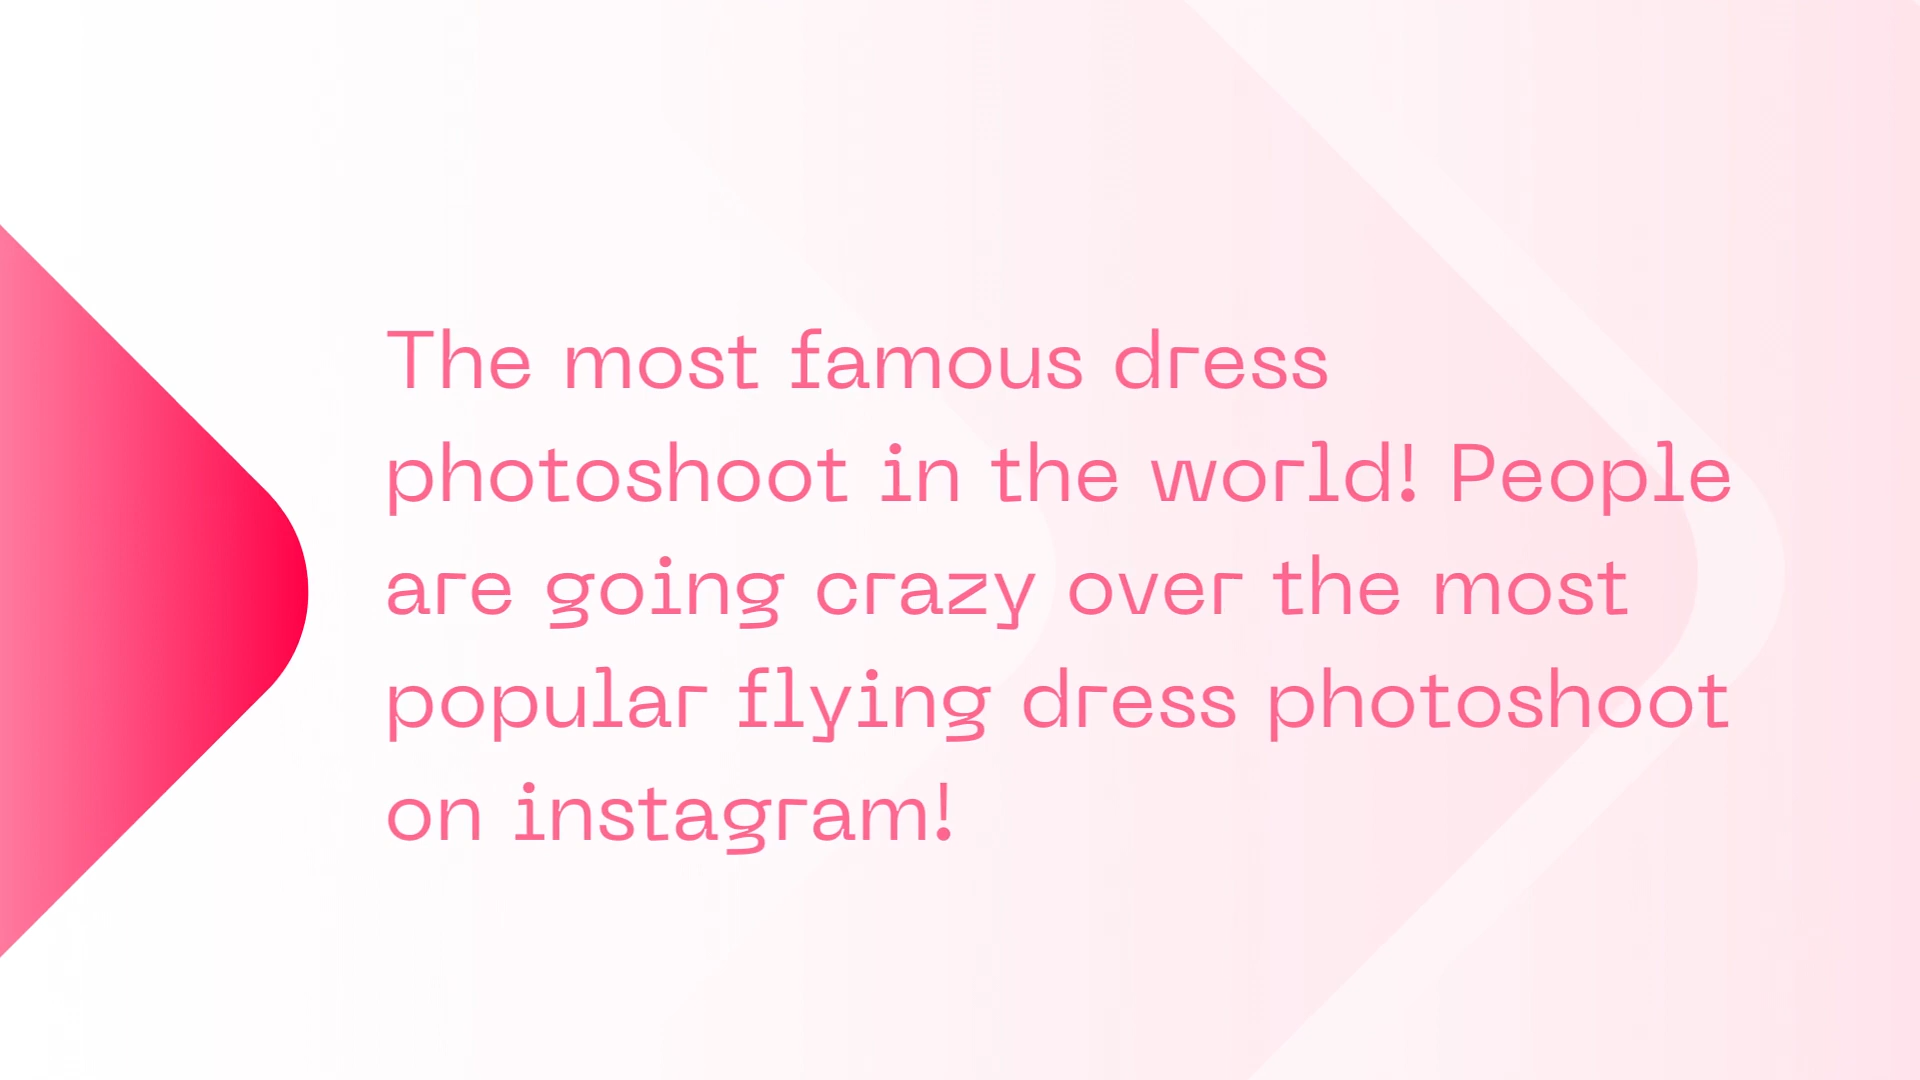 The most famous dress
photoshoot in the world! People
are going crazy over the most
popular flying dress photoshoot
on instagram!